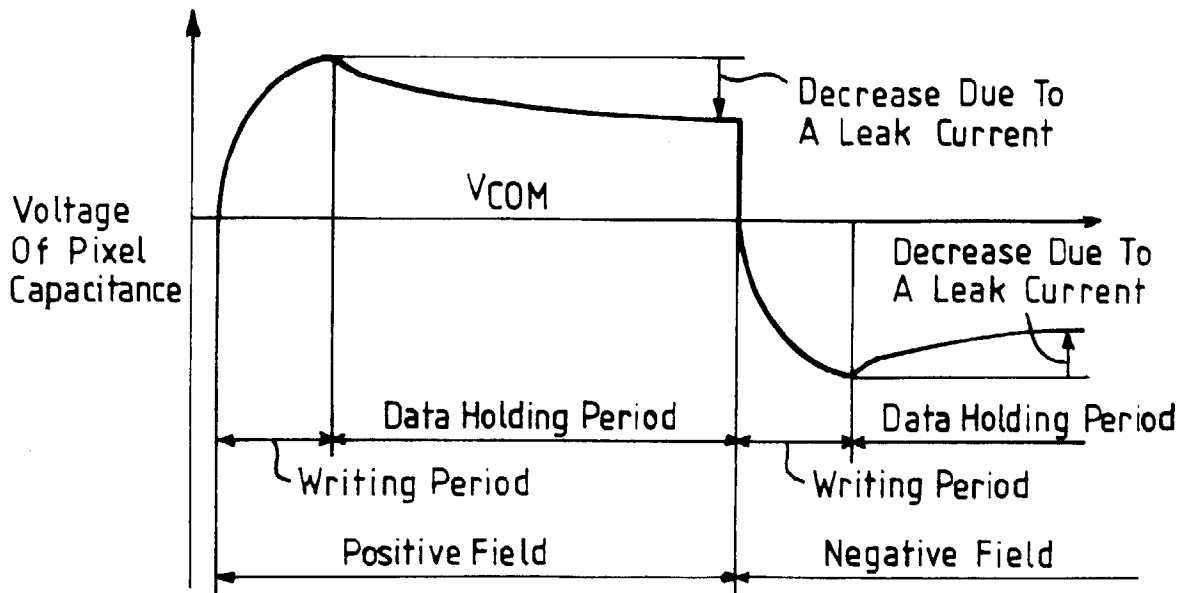 Decrease Due To
A Leak Current
VCOM
Voltage
Of Pixel
Capacitance
Decrease Due To
A Leak Current
Data Holding Period
Data Holding Period
Writing Period
Writing Period
Positive Field
Negative Field